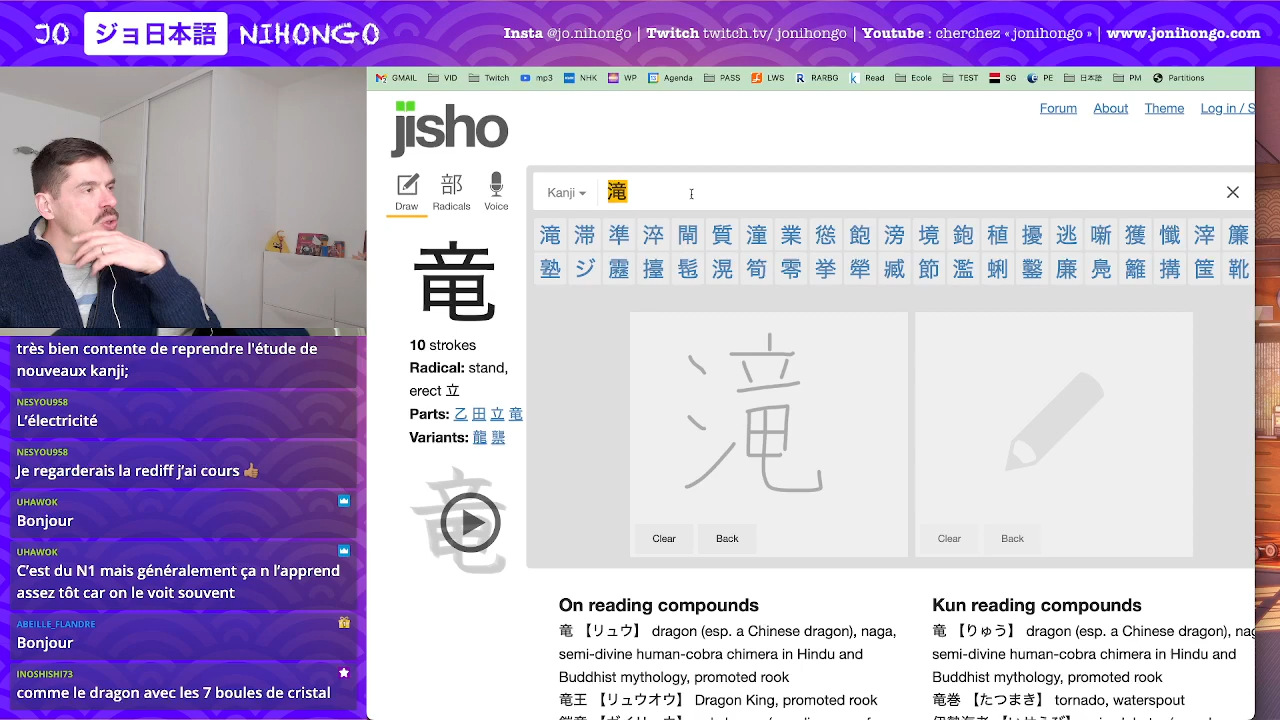 JO ジョ日本語 NIHONGO
Insta @jo.nihongo | Twitch twitch.tv/jonihongo | Youtube : cherchez « jonihongo » | www.jonihongo.com
GMAIL VID Twitch mp3 NHK WP Agenda PASS LWS RARBG Read Ecole TEST SG PE 日本語 PM Partitions
jisho
Forum About Theme Log in / S
Draw Radicals Voice
Kanji 滝
滝 滞 準 淬 閘 質 潼 業 慫 飽 滂 境 鉋 稙 擾 逃 噺 獲 懺 滓 簾
塾 ジ 靂 擡 髱 滉 筍 零 挙 犖 臧 節 濫 蜊 鑿 廉 鳧 籬 搆 筺 靴
竜
10 strokes
Radical: stand,
erect 立
Parts: 乙 田 立 竜
Variants: 龍 龒
竜
滝
Clear Back
Clear Back
On reading compounds
竜 【リュウ】 dragon (esp. a Chinese dragon), naga,
semi-divine human-cobra chimera in Hindu and
Buddhist mythology, promoted rook
竜王 【リュウオウ】 Dragon King, promoted rook
Kun reading compounds
竜 【りゅう】 dragon (esp. a Chinese dragon), nag
semi-divine human-cobra chimera in Hindu and
Buddhist mythology, promoted rook
竜巻 【たつまき】 tornado, waterspout
très bien contente de reprendre l'étude de
nouveaux kanji;
NESYOU958
L'électricité
NESYOU958
Je regarderais la rediff j'ai cours 👍🏽
UHAWOK
Bonjour
UHAWOK
C'est du N1 mais généralement ça n l'apprend
assez tôt car on le voit souvent
ABEILLE_FLANDRE
Bonjour
INOSHISHI73
comme le dragon avec les 7 boules de cristal